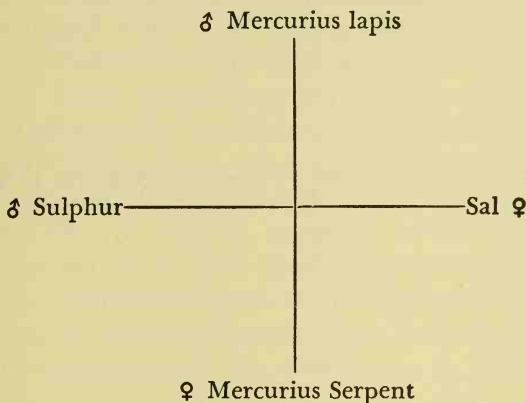 ♂ Mercurius lapis
♂ Sulphur Sal ♀
♀ Mercurius Serpent